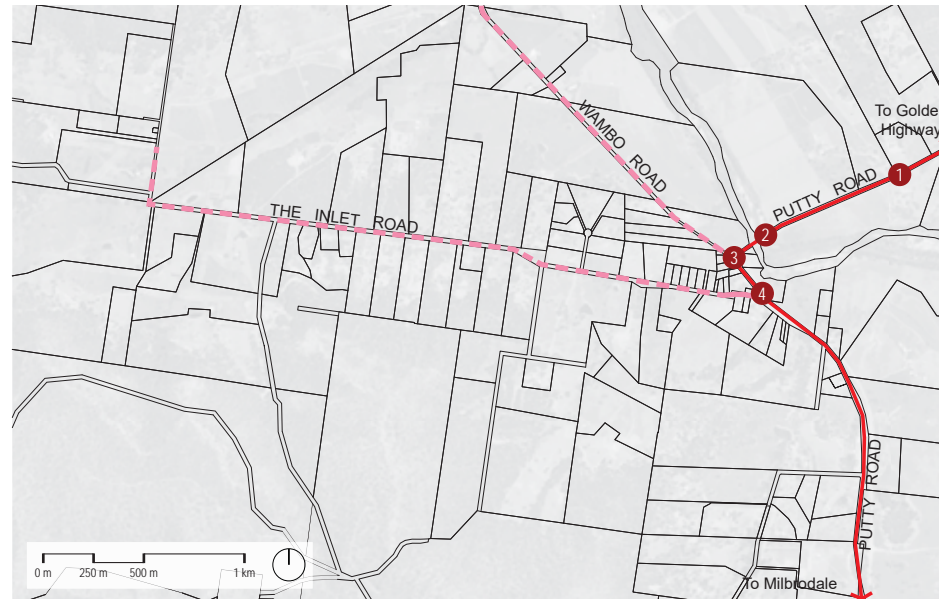 To Golde
Highway
1
PUTTY ROAD
2
3
4
WAMBO ROAD
THE INLET ROAD
PUTTY ROAD
To Milbrodale
0 m 250 m 500 m 1 km